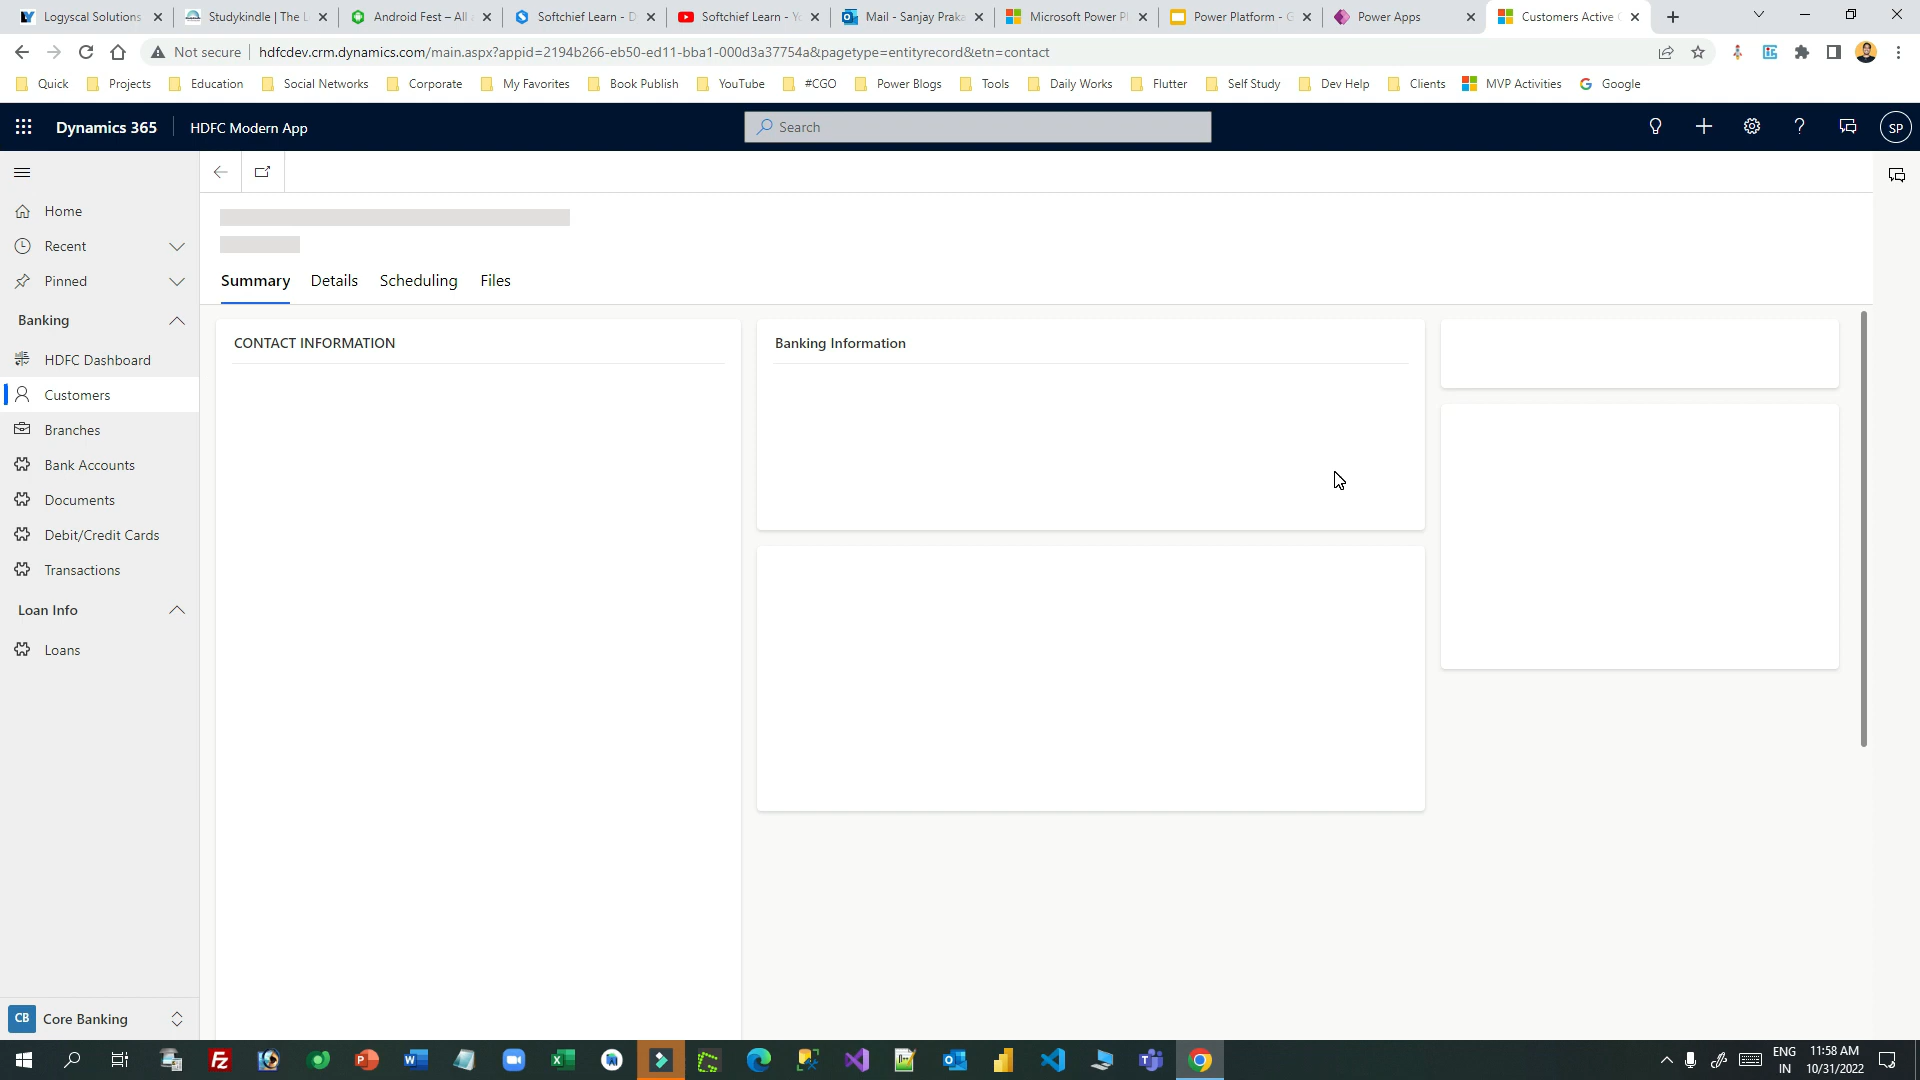 Logyscal Solutions
Studykindle | The L
Android Fest – All
Softchief Learn - D
Softchief Learn - Yo
Mail - Sanjay Praka
Microsoft Power Pl
Power Platform - G
Power Apps
Customers Active C
Not secure
hdfcdev.crm.dynamics.com/main.aspx?appid=2194b266-eb50-ed11-bba1-000d3a37754a&pagetype=entityrecord&etn=contact
Quick
Projects
Education
Social Networks
Corporate
My Favorites
Book Publish
YouTube
#CGO
Power Blogs
Tools
Daily Works
Flutter
Self Study
Dev Help
Clients
MVP Activities
Google
Dynamics 365
HDFC Modern App
Search
SP
Home
Recent
Pinned
Banking
HDFC Dashboard
Customers
Branches
Bank Accounts
Documents
Debit/Credit Cards
Transactions
Loan Info
Loans
CB
Core Banking
Summary
Details
Scheduling
Files
CONTACT INFORMATION
Banking Information
ENG
IN
11:58 AM
10/31/2022